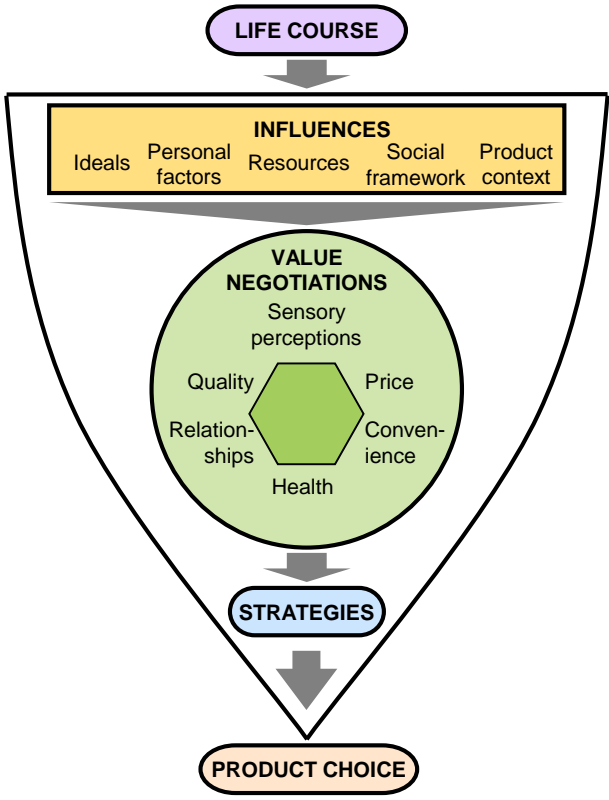 LIFE COURSE
INFLUENCES
Ideals
Personal
factors
Resources
Social
framework
Product
context
VALUE
NEGOTIATIONS
Sensory
perceptions
Quality
Price
Relation-
ships
Conven-
ience
Health
STRATEGIES
PRODUCT CHOICE